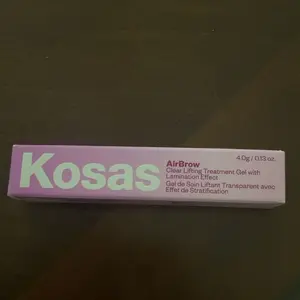 Kosas
AirBrow
4.0g / 0.13 oz.
Clear Lifting Treatment Gel with
Lamination Effect
Gel de Soin Liftant Transparent avec
Effet de Stratification